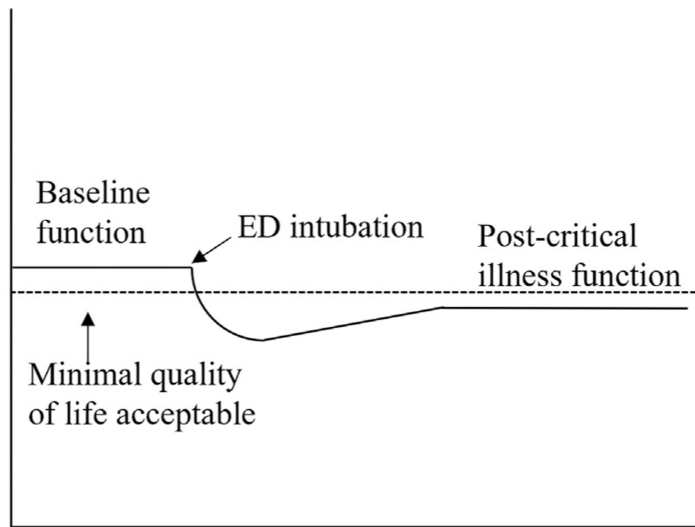 Baseline
function
ED intubation
Post-critical
illness function
Minimal quality
of life acceptable